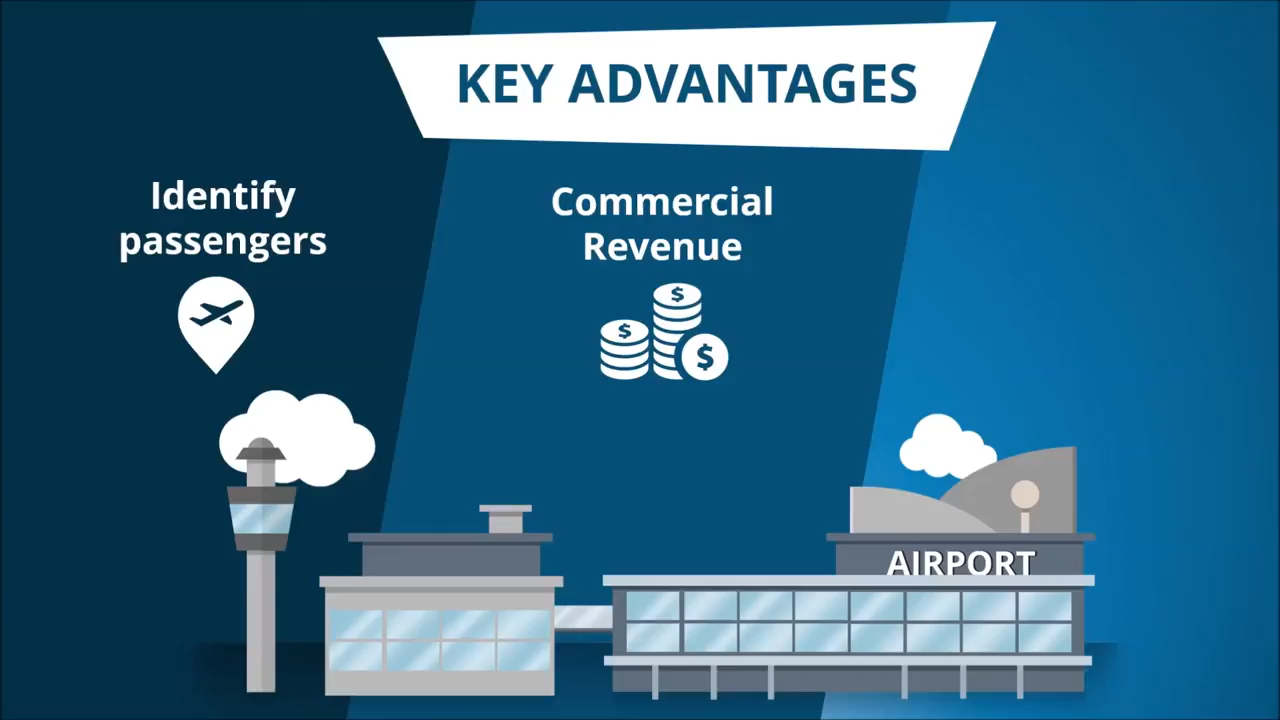 KEY ADVANTAGES
Identify
passengers
Commercial
Revenue
$
$
$
AIRPORT